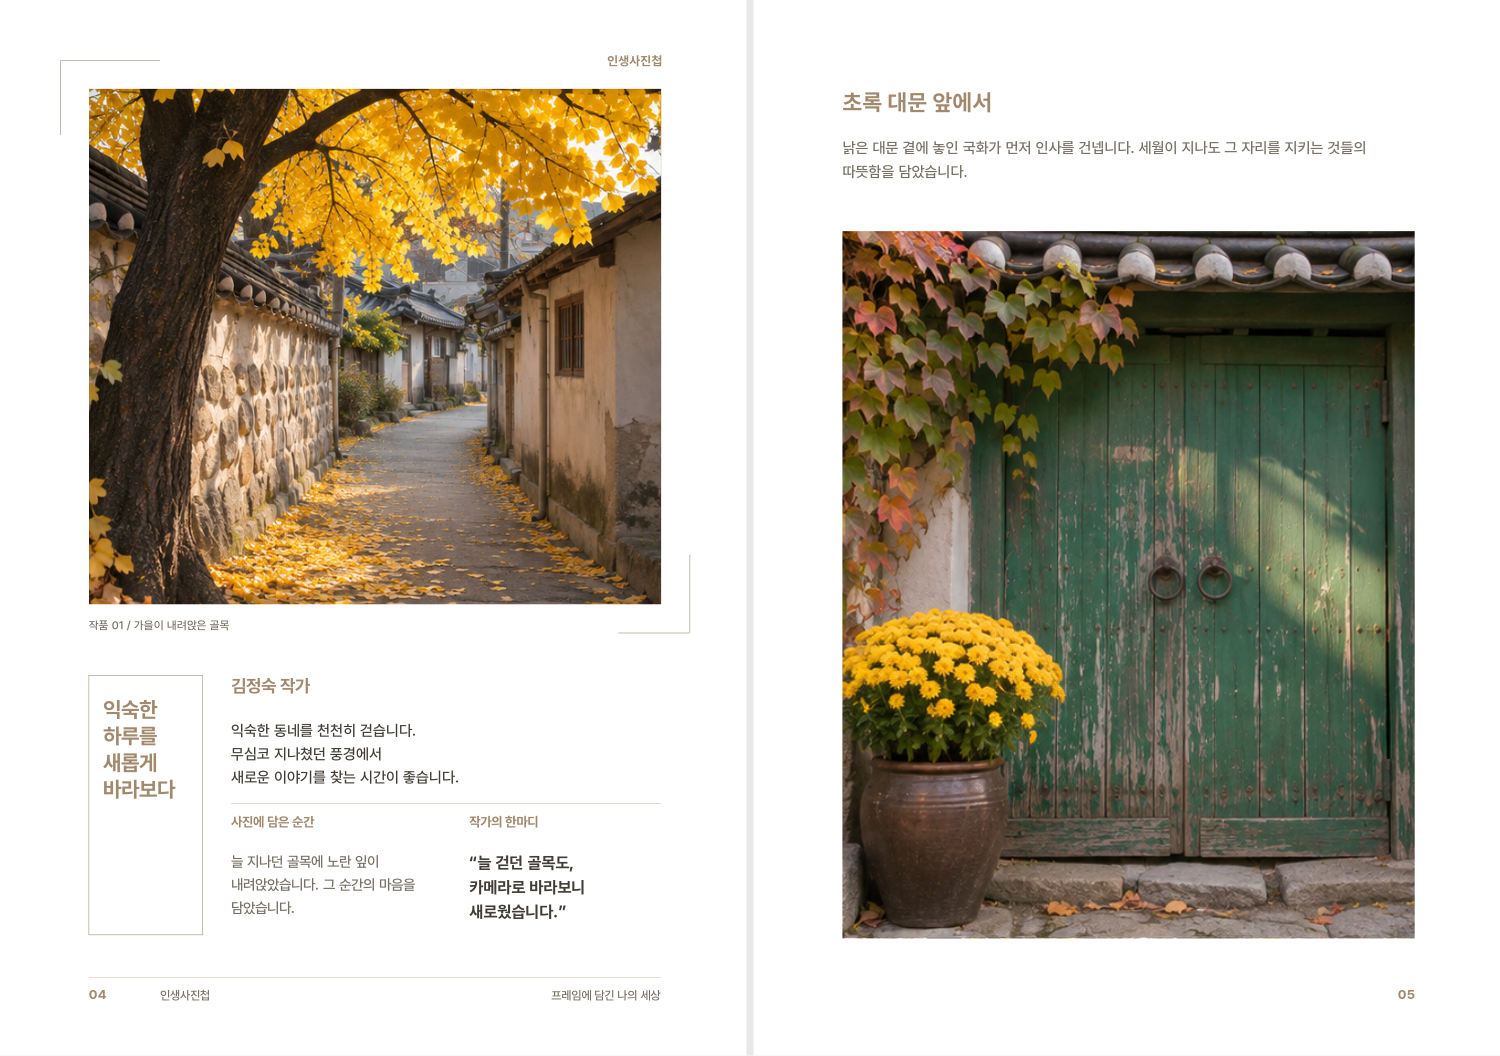 인생사진첩
작품 01 / 가을이 내려앉은 골목
익숙한
하루를
새롭게
바라보다
김정숙 작가
익숙한 동네를 천천히 걷습니다.
무심코 지나쳤던 풍경에서
새로운 이야기를 찾는 시간이 좋습니다.
사진에 담은 순간
늘 지나던 골목에 노란 잎이
내려앉았습니다. 그 순간의 마음을
담았습니다.
작가의 한마디
“늘 걷던 골목도,
카메라로 바라보니
새로웠습니다.”
04 인생사진첩 프레임에 담긴 나의 세상
초록 대문 앞에서
낡은 대문 곁에 놓인 국화가 먼저 인사를 건넵니다. 세월이 지나도 그 자리를 지키는 것들의
따뜻함을 담았습니다.
05